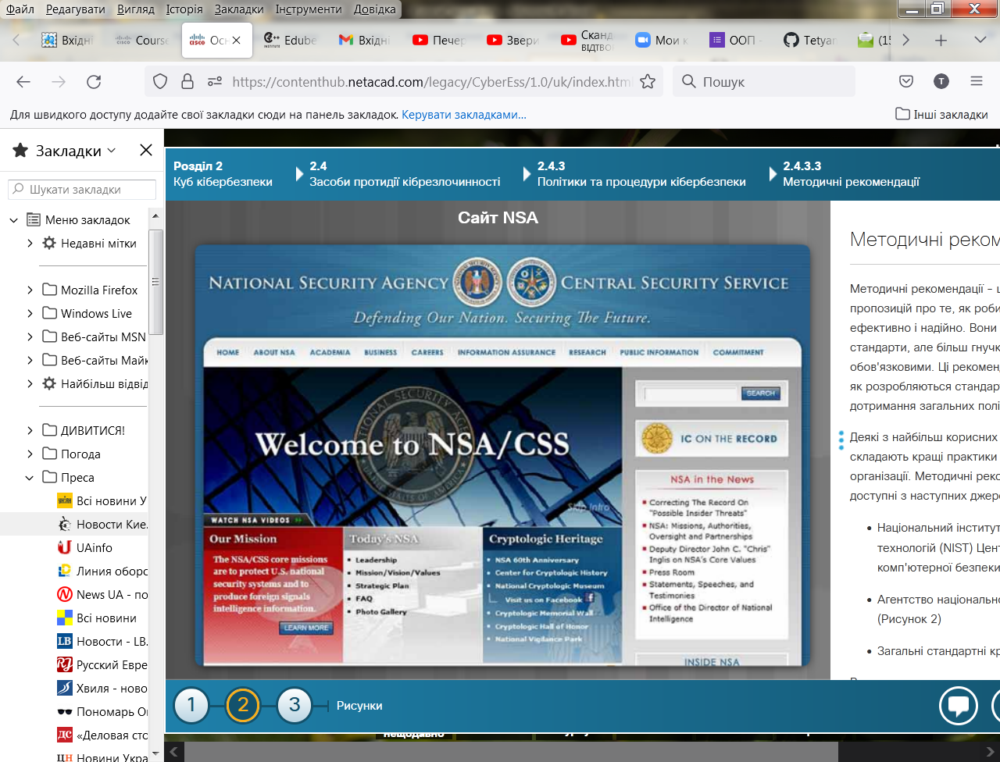 Файл Редагувати Вигляд Історія Закладки Інструменти Довідка
Вхідні Course Осн Edube Вхідні Печер Звери Сканд Мои к ООП - Tetyan (15
https://contenthub.netacad.com/legacy/CyberEss/1.0/uk/index.html
Пошук
T
Для швидкого доступу додайте свої закладки сюди на панель закладок. Керувати закладками...
Інші закладки
Закладки
Шукати закладки
Меню закладок
Недавні мітки
Mozilla Firefox
Windows Live
Веб-сайты MSN
Веб-сайты Майк
Найбільш відвід
ДИВИТИСЯ!
Погода
Преса
Всі новини У
Новости Кие.
UAinfo
Линия оборо
News UA - по
Всі новини
Новости - LB.
Русский Евре
Хвиля - ново
Пономарь О
«Деловая сто
Новини Укра
Розділ 2
Куб кібербезпеки
2.4
Засоби протидії кібрезлочинності
2.4.3
Політики та процедури кібербезпеки
2.4.3.3
Методичні рекомендації
Сайт NSA
NATIONAL SECURITY AGENCY CENTRAL SECURITY SERVICE
Defending Our Nation. Securing The Future.
HOME ABOUT NSA ACADEMIA BUSINESS CAREERS INFORMATION ASSURANCE RESEARCH PUBLIC INFORMATION COMMITMENT
Welcome to NSA/CSS
Skip Intro
WATCH NSA VIDEOS
SEARCH
IC ON THE RECORD
NSA in the News
Correcting The Record On
"Possible Insider Threats"
NSA: Missions, Authorities,
Oversight and Partnerships
Deputy Director John C. "Chris"
Inglis on NSA's Core Values
Press Room
Statements, Speeches, and
Testimonies
Office of the Director of National
Intelligence
INSIDE NSA
Our Mission
The NSA/CSS core missions
are to protect U.S. national
security systems and to
produce foreign signals
intelligence information.
LEARN MORE
Today's NSA
Leadership
Mission/Vision/Values
Strategic Plan
FAQ
Photo Gallery
Cryptologic Heritage
NSA 60th Anniversary
Center for Cryptologic History
National Cryptologic Museum
Visit us on Facebook
Cryptologic Memorial Wall
Cryptologic Hall of Honor
National Vigilance Park
Методичні реком
Методичні рекомендації - ц
пропозицій про те, як роби
ефективно і надійно. Вони
стандарти, але більш гнучк
обов'язковими. Ці рекоменд
як розробляються стандар
дотримання загальних полі
Деякі з найбільш корисних
складають кращі практики
організації. Методичні реко
доступні з наступних джере
Національний інститут
технологій (NIST) Цент
комп'ютерної безпеки
Агентство національно
(Рисунок 2)
Загальні стандартні кр
1 2 3 Рисунки
нещодавно